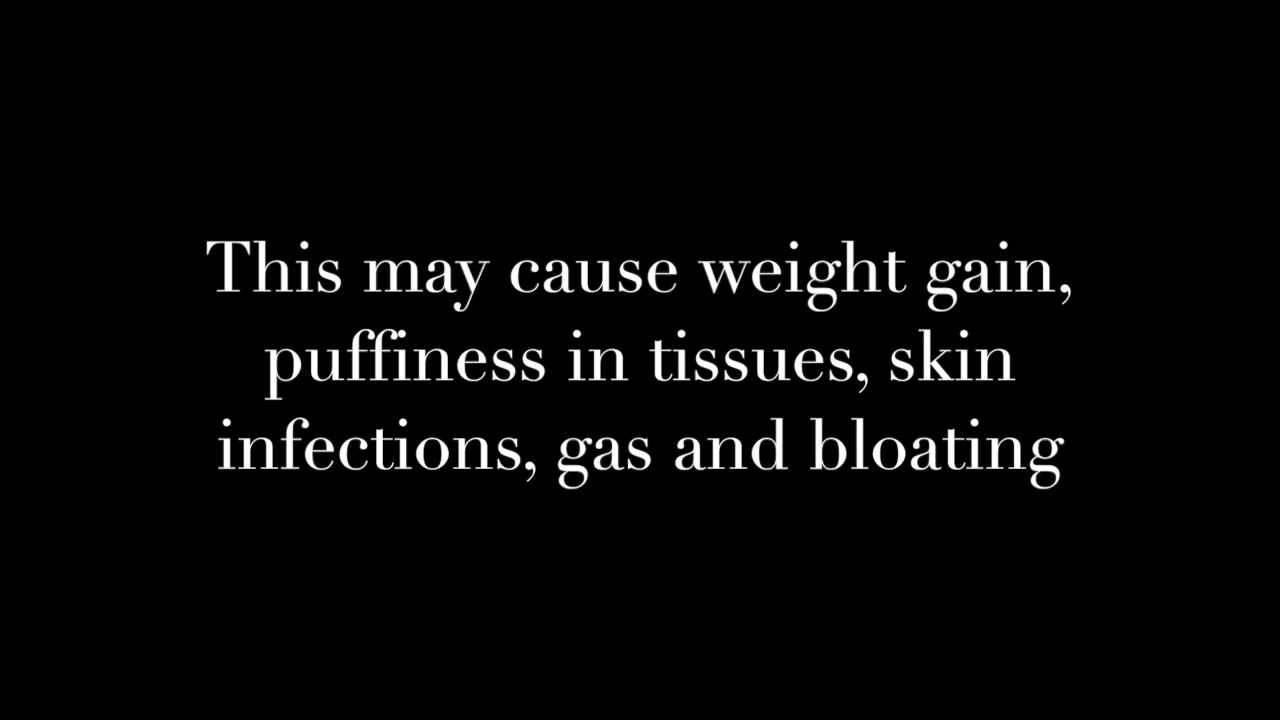 This may cause weight gain,
puffiness in tissues, skin
infections, gas and bloating